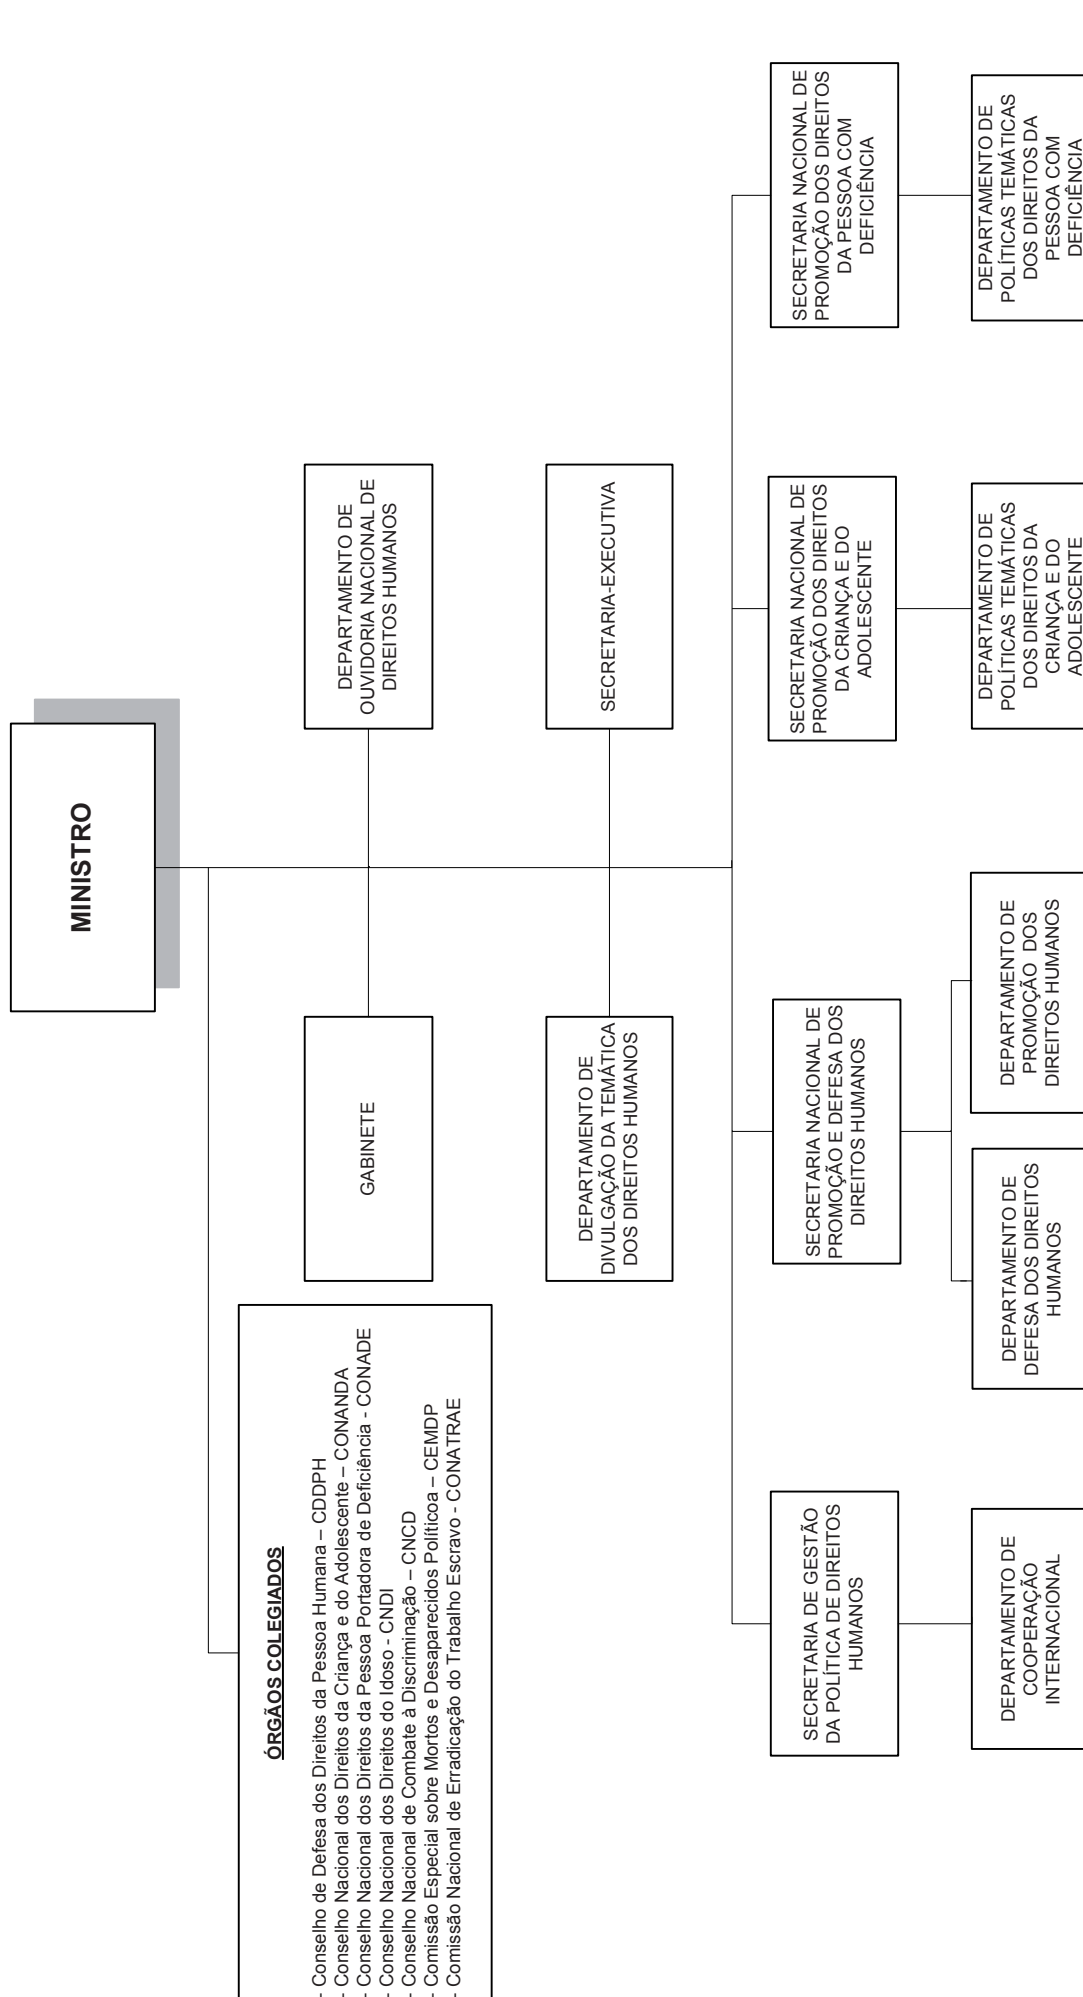 MINISTRO
ÓRGÃOS COLEGIADOS
- Conselho de Defesa dos Direitos da Pessoa Humana – CDDPH
- Conselho Nacional dos Direitos da Criança e do Adolescente – CONANDA
- Conselho Nacional dos Direitos da Pessoa Portadora de Deficiência - CONADE
- Conselho Nacional dos Direitos do Idoso - CNDI
- Conselho Nacional de Combate à Discriminação – CNCD
- Comissão Especial sobre Mortos e Desaparecidos Polítícoa – CEMDP
- Comissão Nacional de Erradicação do Trabalho Escravo - CONATRAE
GABINETE
DEPARTAMENTO DE
OUVIDORIA NACIONAL DE
DIREITOS HUMANOS
DEPARTAMENTO DE
DIVULGAÇÃO DA TEMÁTICA
DOS DIREITOS HUMANOS
SECRETARIA-EXECUTIVA
SECRETARIA DE GESTÃO
DA POLÍTICA DE DIREITOS
HUMANOS
SECRETARIA NACIONAL DE
PROMOÇÃO E DEFESA DOS
DIREITOS HUMANOS
SECRETARIA NACIONAL DE
PROMOÇÃO DOS DIREITOS
DA CRIANÇA E DO
ADOLESCENTE
SECRETARIA NACIONAL DE
PROMOÇÃO DOS DIREITOS
DA PESSOA COM
DEFICIÊNCIA
DEPARTAMENTO DE
COOPERAÇÃO
INTERNACIONAL
DEPARTAMENTO DE
DEFESA DOS DIREITOS
HUMANOS
DEPARTAMENTO DE
PROMOÇÃO DOS
DIREITOS HUMANOS
DEPARTAMENTO DE
POLÍTICAS TEMÁTICAS
DOS DIREITOS DA
CRIANÇA E DO
ADOLESCENTE
DEPARTAMENTO DE
POLÍTICAS TEMÁTICAS
DOS DIREITOS DA
PESSOA COM
DEFICIÊNCIA